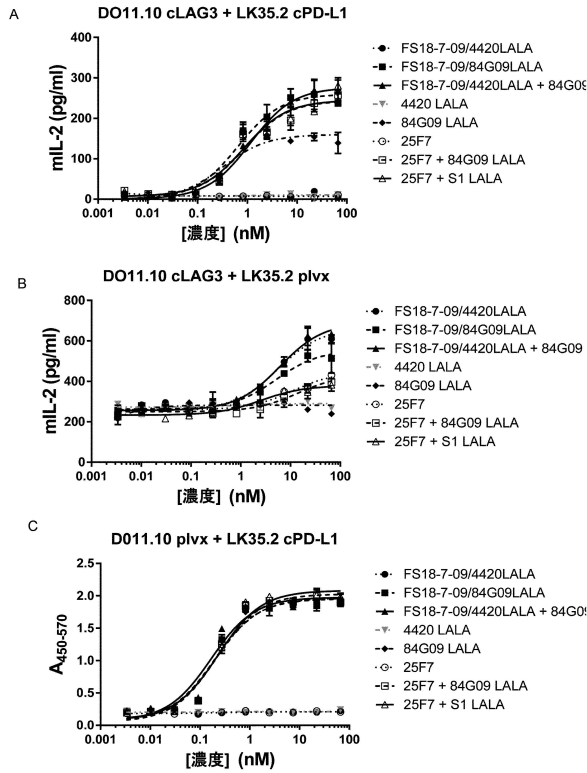 A
DO11.10 cLAG3 + LK35.2 cPD-L1
mIL-2 (pg/ml)
400
300
200
100
0
0.001
0.01
0.1
1
10
100
[濃度] (nM)
FS18-7-09/4420LALA
FS18-7-09/84G09LALA
FS18-7-09/4420LALA + 84G09
4420 LALA
84G09 LALA
25F7
25F7 + 84G09 LALA
25F7 + S1 LALA
B
DO11.10 cLAG3 + LK35.2 plvx
mIL-2 (pg/ml)
800
600
400
200
0
0.001
0.01
0.1
1
10
100
[濃度] (nM)
FS18-7-09/4420LALA
FS18-7-09/84G09LALA
FS18-7-09/4420LALA + 84G09
4420 LALA
84G09 LALA
25F7
25F7 + 84G09 LALA
25F7 + S1 LALA
C
D011.10 plvx + LK35.2 cPD-L1
A450-570
2.5
2.0
1.5
1.0
0.5
0.0
0.001
0.01
0.1
1
10
100
[濃度] (nM)
FS18-7-09/4420LALA
FS18-7-09/84G09LALA
FS18-7-09/4420LALA + 84G09
4420 LALA
84G09 LALA
25F7
25F7 + 84G09 LALA
25F7 + S1 LALA